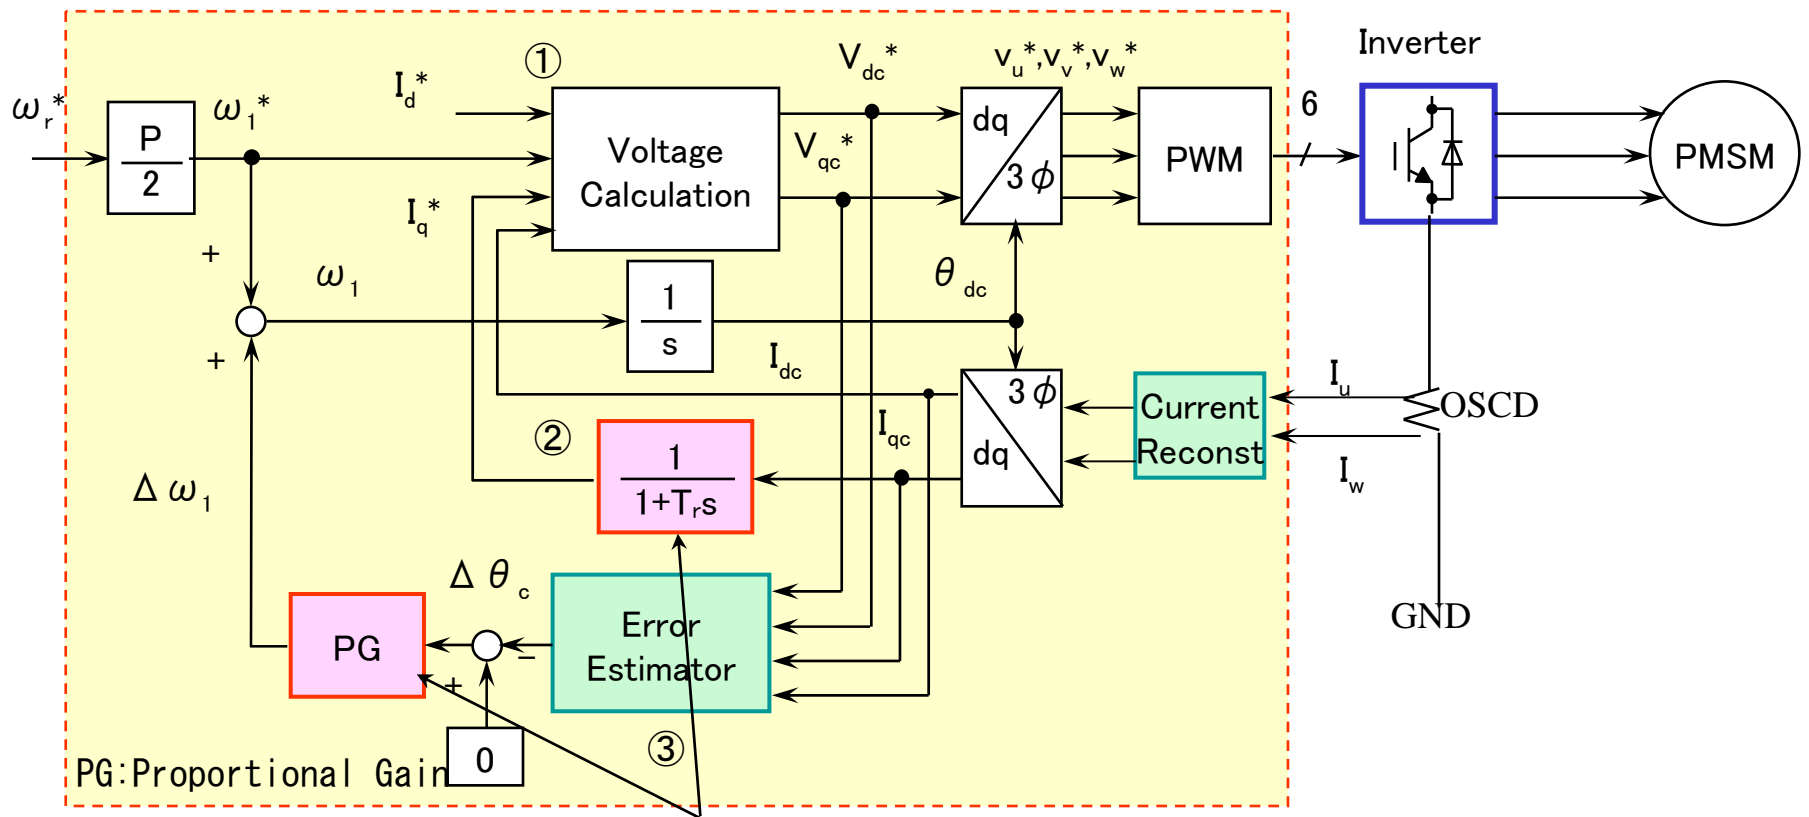 Inverter
①
V_dc*
v_u*,v_v*,v_w*
ω_r*
ω_1*
I_d*
6
P
2
Voltage
Calculation
V_qc*
dq
3φ
PWM
PMSM
I_q*
+
ω_1
1
s
θ_dc
+
I_dc
3φ
dq
Current
Reconst
I_u
OSCD
I_w
②
I_qc
1
1+T_rs
Δω_1
GND
Δθ_c
PG
−
+
Error
Estimator
③
0
PG:Proportional Gain